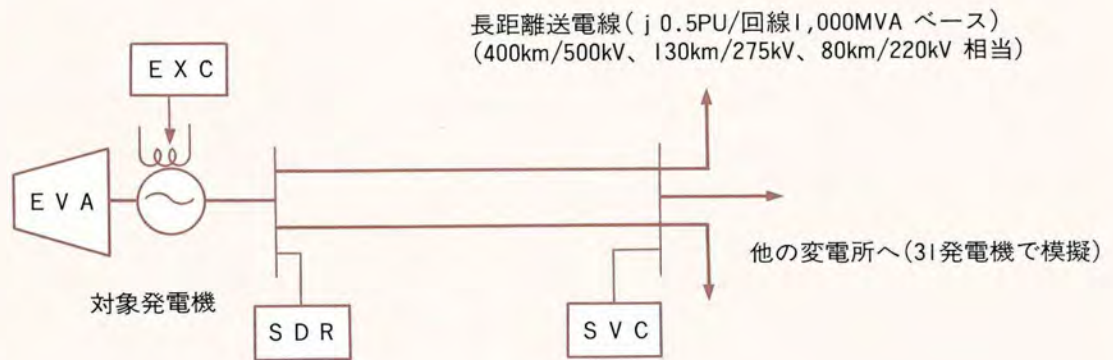 長距離送電線(j0.5PU/回線1,000MVA ベース)
(400km/500kV、130km/275kV、80km/220kV 相当)
EXC
EVA
他の変電所へ(31発電機で模擬)
対象発電機
SDR
SVC